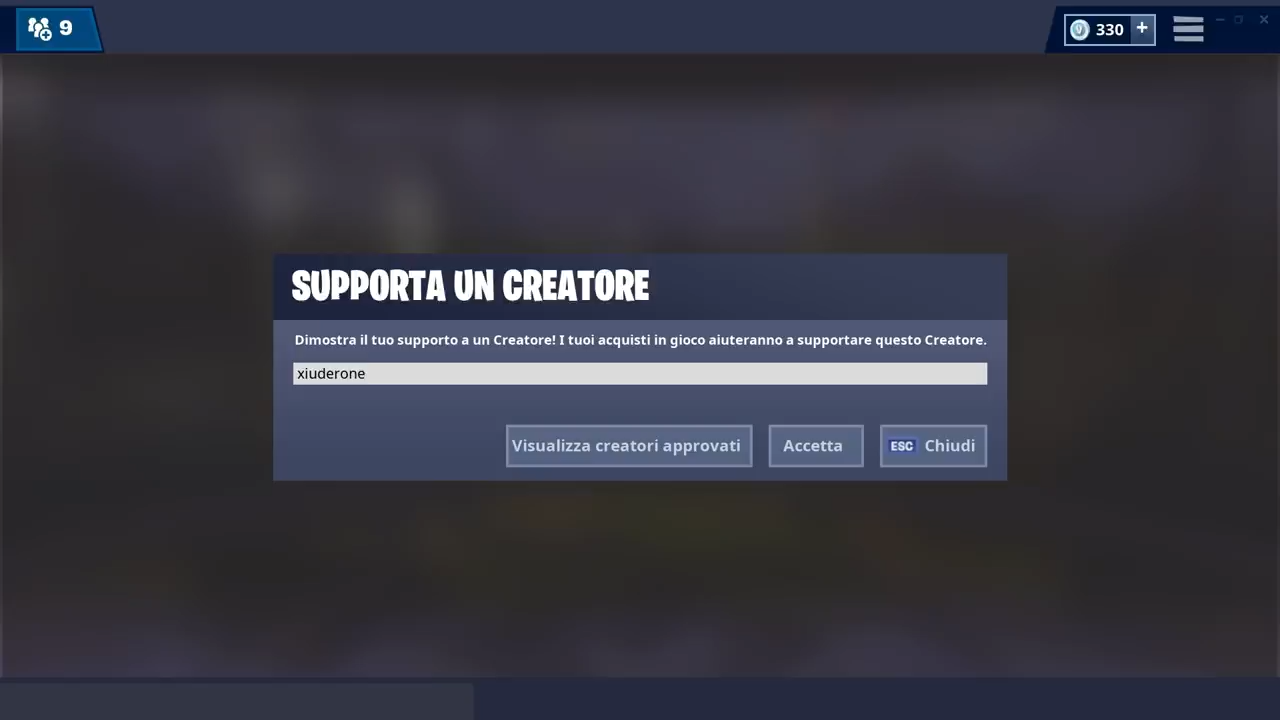 9
330 +
SUPPORTA UN CREATORE
Dimostra il tuo supporto a un Creatore! I tuoi acquisti in gioco aiuteranno a supportare questo Creatore.
xiuderone
Visualizza creatori approvati Accetta ESC Chiudi